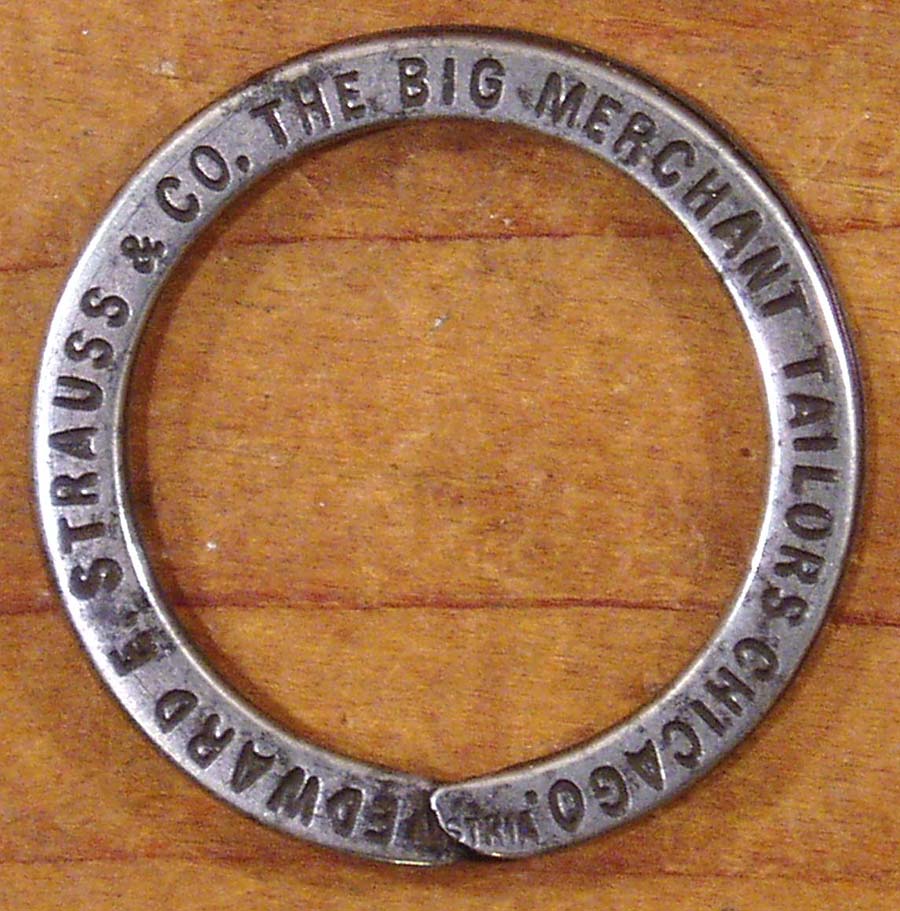 EDWARD E. STRAUSS & CO. THE BIG MERCHANT TAILORS-CHICAGO.